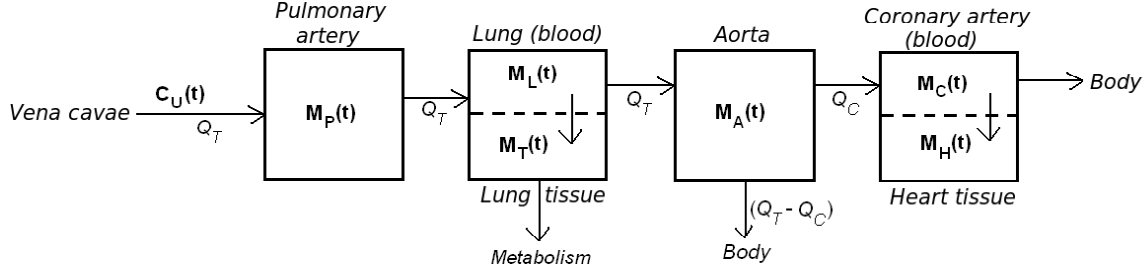 Pulmonary
artery
Lung (blood)
Aorta
Coronary artery
(blood)
Vena cavae
C_U(t)
Q_T
M_P(t)
Q_T
M_L(t)
M_T(t)
Q_T
M_A(t)
Q_C
M_C(t)
M_H(t)
Body
Lung tissue
(Q_T - Q_C)
Heart tissue
Metabolism
Body